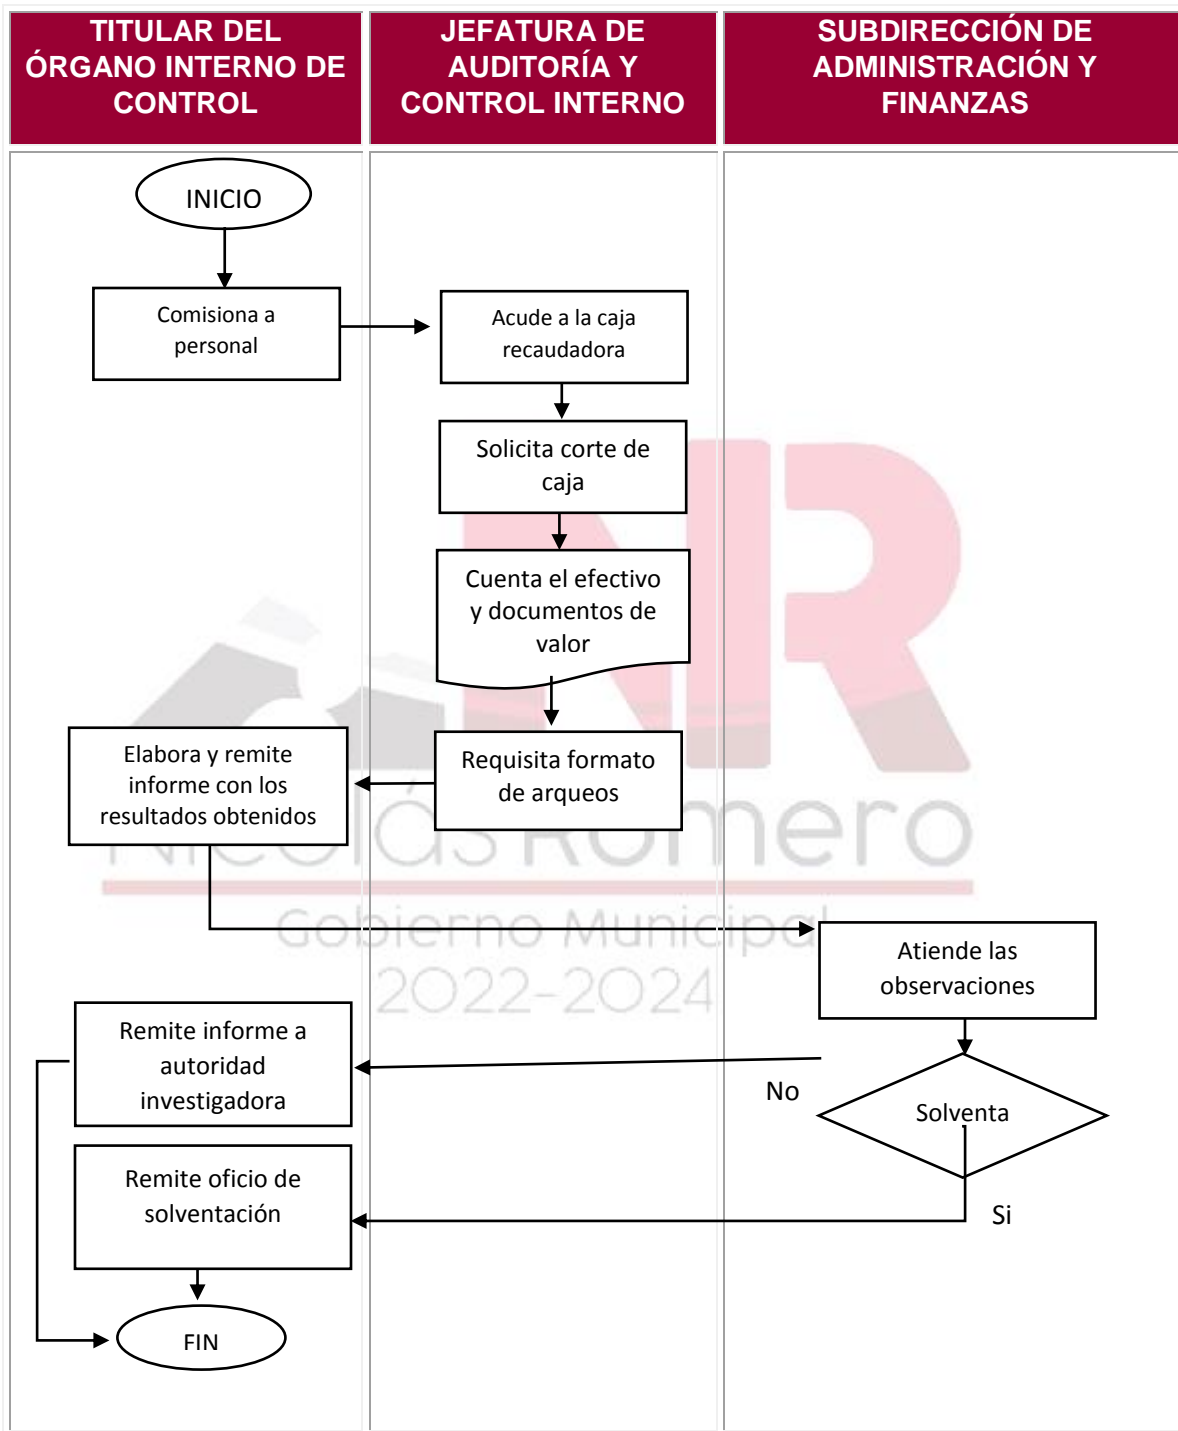 TITULAR DEL
ÓRGANO INTERNO DE
CONTROL
JEFATURA DE
AUDITORÍA Y
CONTROL INTERNO
SUBDIRECCIÓN DE
ADMINISTRACIÓN Y
FINANZAS
INICIO
Comisiona a
personal
Acude a la caja
recaudadora
Solicita corte de
caja
Cuenta el efectivo
y documentos de
valor
Requisita formato
de arqueos
Elabora y remite
informe con los
resultados obtenidos
NR
Nicolás Romero
Gobierno Municipal
2022-2024
Atiende las
observaciones
Solventa
No
Si
Remite informe a
autoridad
investigadora
Remite oficio de
solventación
FIN